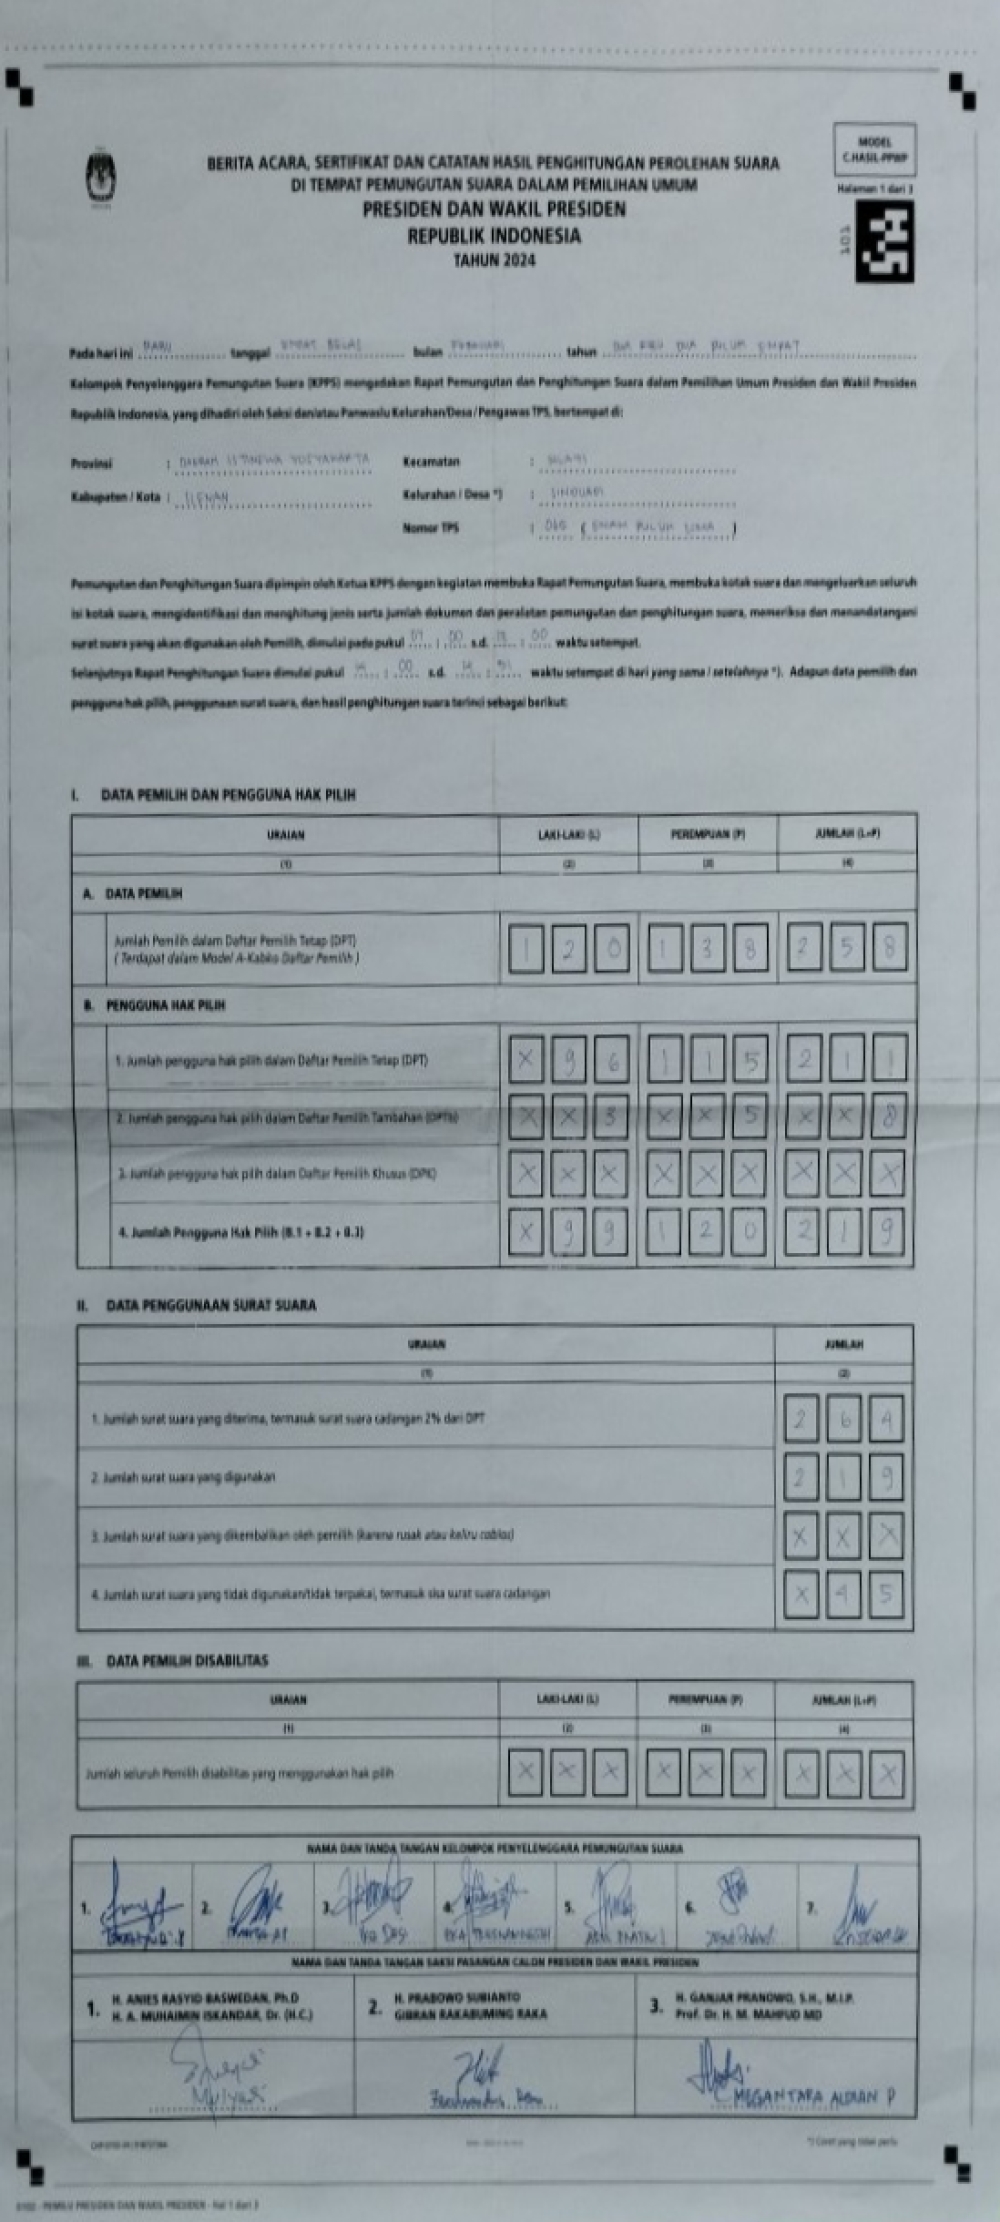 MODEL
C.HASIL-PPWP
Halaman 1 dari 3
101
BERITA ACARA, SERTIFIKAT DAN CATATAN HASIL PENGHITUNGAN PEROLEHAN SUARA
DI TEMPAT PEMUNGUTAN SUARA DALAM PEMILIHAN UMUM
PRESIDEN DAN WAKIL PRESIDEN
REPUBLIK INDONESIA
TAHUN 2024
Pada hari ini RABU tanggal EMPAT BELAS bulan FEBRUARI tahun DUA RIBU DUA PULUH EMPAT
Kelompok Penyelenggara Pemungutan Suara (KPPS) mengadakan Rapat Pemungutan dan Penghitungan Suara dalam Pemilihan Umum Presiden dan Wakil Presiden
Republik Indonesia, yang dihadiri oleh Saksi dan/atau Panwaslu Kelurahan/Desa / Pengawas TPS, bertempat di:
Provinsi : DAERAH ISTIMEWA YOGYAKARTA Kecamatan : MLATI
Kabupaten / Kota : SLEMAN Kelurahan / Desa *) : SINDUADI
Nomor TPS : 065 ( ENAM PULUH LIMA )
Pemungutan dan Penghitungan Suara dipimpin oleh Ketua KPPS dengan kegiatan membuka Rapat Pemungutan Suara, membuka kotak suara dan mengeluarkan seluruh
isi kotak suara, mengidentifikasi dan menghitung jenis serta jumlah dokumen dan peralatan pemungutan dan penghitungan suara, memeriksa dan menandatangani
surat suara yang akan digunakan oleh Pemilih, dimulai pada pukul 07 : 00 s.d. 13 : 00 waktu setempat.
Selanjutnya Rapat Penghitungan Suara dimulai pukul 14 : 00 s.d. waktu setempat di hari yang sama / setelahnya *). Adapun data pemilih dan
pengguna hak pilih, penggunaan surat suara, dan hasil penghitungan suara terinci sebagai berikut:
I. DATA PEMILIH DAN PENGGUNA HAK PILIH
URAIAN LAKI-LAKI (L) PEREMPUAN (P) JUMLAH (L+P)
(1) (2) (3) (4)
A. DATA PEMILIH
Jumlah Pemilih dalam Daftar Pemilih Tetap (DPT) 1 2 0 1 3 8 2 5 8
( Terdapat dalam Model A-Kabko Daftar Pemilih )
B. PENGGUNA HAK PILIH
1. Jumlah pengguna hak pilih dalam Daftar Pemilih Tetap (DPT) X 9 6 1 1 5 2 1 1
2. Jumlah pengguna hak pilih dalam Daftar Pemilih Tambahan (DPTb) X X 3 X X 5 X X 8
3. Jumlah pengguna hak pilih dalam Daftar Pemilih Khusus (DPK) X X X X X X X X X
4. Jumlah Pengguna Hak Pilih (B.1 + B.2 + B.3) X 9 9 1 2 0 2 1 9
II. DATA PENGGUNAAN SURAT SUARA
URAIAN JUMLAH
(1) (2)
1. Jumlah surat suara yang diterima, termasuk surat suara cadangan 2% dari DPT 2 6 4
2. Jumlah surat suara yang digunakan 2 1 9
3. Jumlah surat suara yang dikembalikan oleh pemilih (karena rusak atau keliru coblos) X X X
4. Jumlah surat suara yang tidak digunakan/tidak terpakai, termasuk sisa surat suara cadangan X 4 5
III. DATA PEMILIH DISABILITAS
URAIAN LAKI-LAKI (L) PEREMPUAN (P) JUMLAH (L+P)
(1) (2) (3) (4)
Jumlah seluruh Pemilih disabilitas yang menggunakan hak pilih X X X X X X X X X
NAMA DAN TANDA TANGAN KELOMPOK PENYELENGGARA PEMUNGUTAN SUARA
1. 2. 3. 4. 5. 6. 7.
NAMA DAN TANDA TANGAN SAKSI PASANGAN CALON PRESIDEN DAN WAKIL PRESIDEN
1. H. ANIES RASYID BASWEDAN, Ph.D
H. A. MUHAIMIN ISKANDAR, Dr. (H.C.)
2. H. PRABOWO SUBIANTO
GIBRAN RAKABUMING RAKA
3. H. GANJAR PRANOWO, S.H., M.I.P.
Prof. Dr. H. M. MAHFUD MD
Mulyadi
MEGANTARA ALDIAN P
*) Coret yang tidak perlu
PEMILU PRESIDEN DAN WAKIL PRESIDEN - Hal 1 dari 3